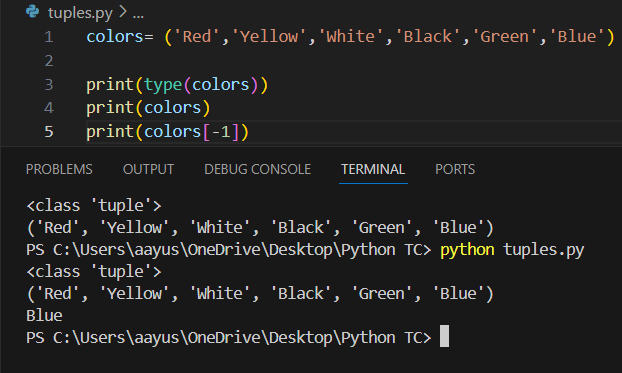 tuples.py > ...
1 colors= ('Red','Yellow','White','Black','Green','Blue')
2
3 print(type(colors))
4 print(colors)
5 print(colors[-1])
PROBLEMS OUTPUT DEBUG CONSOLE TERMINAL PORTS
<class 'tuple'>
('Red', 'Yellow', 'White', 'Black', 'Green', 'Blue')
PS C:\Users\aayus\OneDrive\Desktop\Python TC> python tuples.py
<class 'tuple'>
('Red', 'Yellow', 'White', 'Black', 'Green', 'Blue')
Blue
PS C:\Users\aayus\OneDrive\Desktop\Python TC>